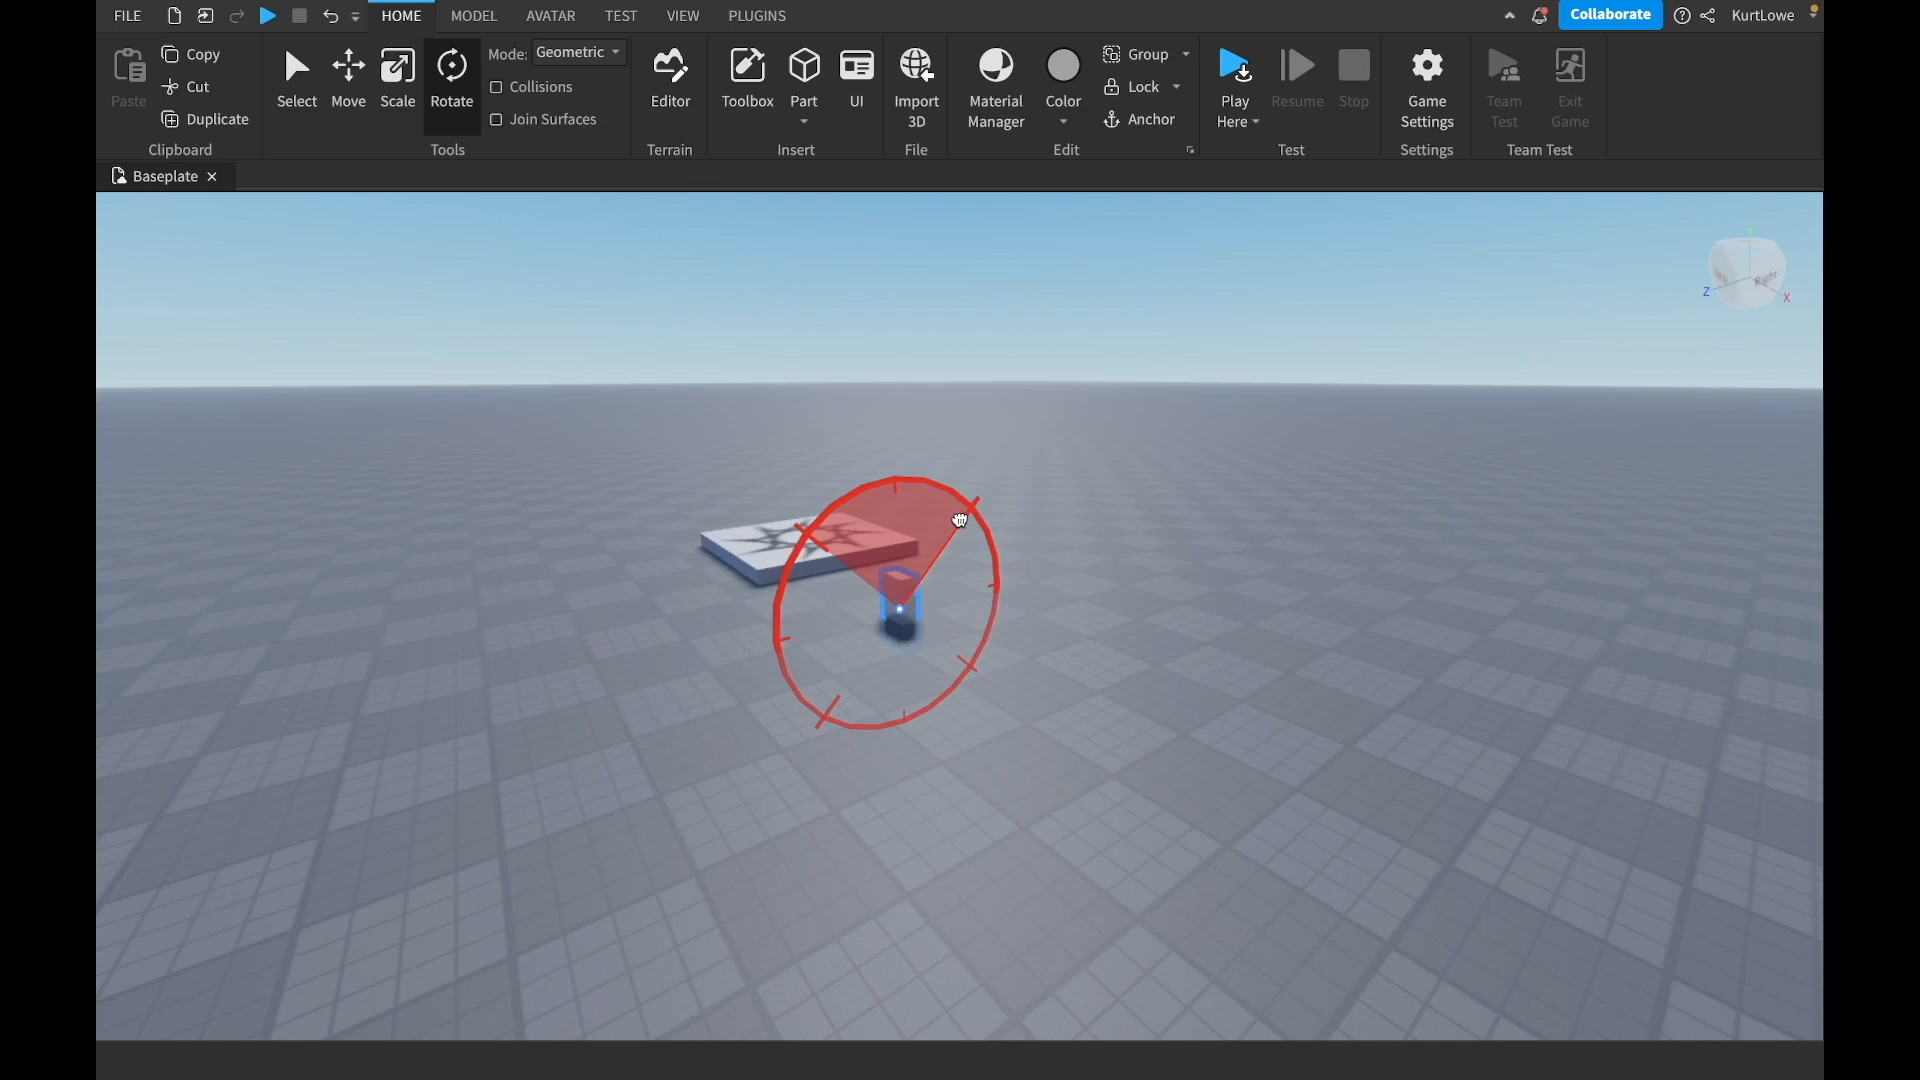 FILE HOME MODEL AVATAR TEST VIEW PLUGINS Collaborate KurtLowe
Paste Copy Cut Duplicate
Select Move Scale Rotate
Mode: Geometric
Collisions
Join Surfaces
Editor
Toolbox Part UI
Import 3D
Material Manager Color
Group Lock Anchor
Play Here Resume Stop
Game Settings
Team Test Exit Game
Clipboard Tools Terrain Insert File Edit Test Settings Team Test
Baseplate
Y
Right
Z X